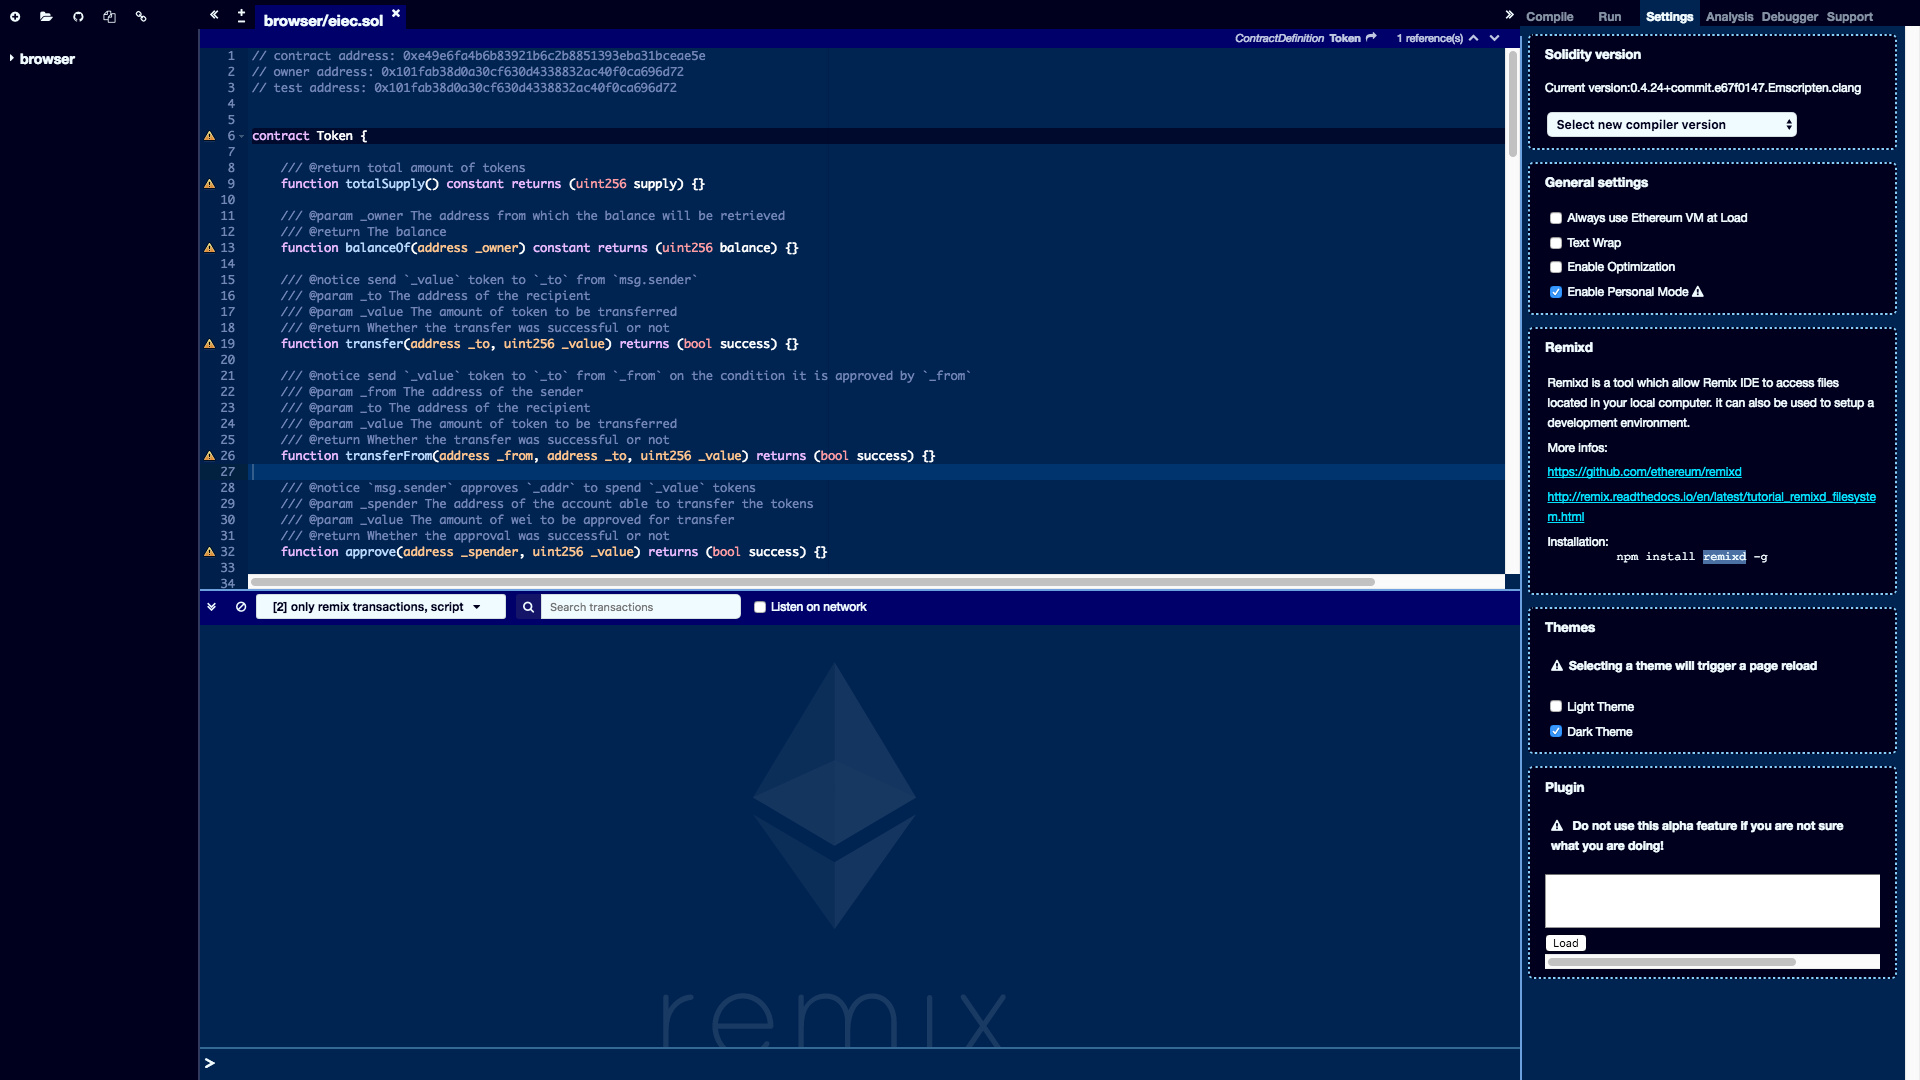 browser
browser/eiec.sol
ContractDefinition Token 1 reference(s)
1 // contract address: 0xe49e6fa4b6b83921b6c2b8851393eba31bceae5e
2 // owner address: 0x101fab38d0a30cf630d4338832ac40f0ca696d72
3 // test address: 0x101fab38d0a30cf630d4338832ac40f0ca696d72
4
5
6 contract Token {
7
8 /// @return total amount of tokens
9 function totalSupply() constant returns (uint256 supply) {}
10
11 /// @param _owner The address from which the balance will be retrieved
12 /// @return The balance
13 function balanceOf(address _owner) constant returns (uint256 balance) {}
14
15 /// @notice send `_value` token to `_to` from `msg.sender`
16 /// @param _to The address of the recipient
17 /// @param _value The amount of token to be transferred
18 /// @return Whether the transfer was successful or not
19 function transfer(address _to, uint256 _value) returns (bool success) {}
20
21 /// @notice send `_value` token to `_to` from `_from` on the condition it is approved by `_from`
22 /// @param _from The address of the sender
23 /// @param _to The address of the recipient
24 /// @param _value The amount of token to be transferred
25 /// @return Whether the transfer was successful or not
26 function transferFrom(address _from, address _to, uint256 _value) returns (bool success) {}
27
28 /// @notice `msg.sender` approves `_addr` to spend `_value` tokens
29 /// @param _spender The address of the account able to transfer the tokens
30 /// @param _value The amount of wei to be approved for transfer
31 /// @return Whether the approval was successful or not
32 function approve(address _spender, uint256 _value) returns (bool success) {}
33
34
[2] only remix transactions, script
Search transactions
Listen on network
remix
>
Compile Run Settings Analysis Debugger Support
Solidity version
Current version:0.4.24+commit.e67f0147.Emscripten.clang
Select new compiler version
General settings
Always use Ethereum VM at Load
Text Wrap
Enable Optimization
Enable Personal Mode
Remixd
Remixd is a tool which allow Remix IDE to access files
located in your local computer. it can also be used to setup a
development environment.
More infos:
https://github.com/ethereum/remixd
http://remix.readthedocs.io/en/latest/tutorial_remixd_filesyste
m.html
Installation:
npm install remixd -g
Themes
Selecting a theme will trigger a page reload
Light Theme
Dark Theme
Plugin
Do not use this alpha feature if you are not sure
what you are doing!
Load